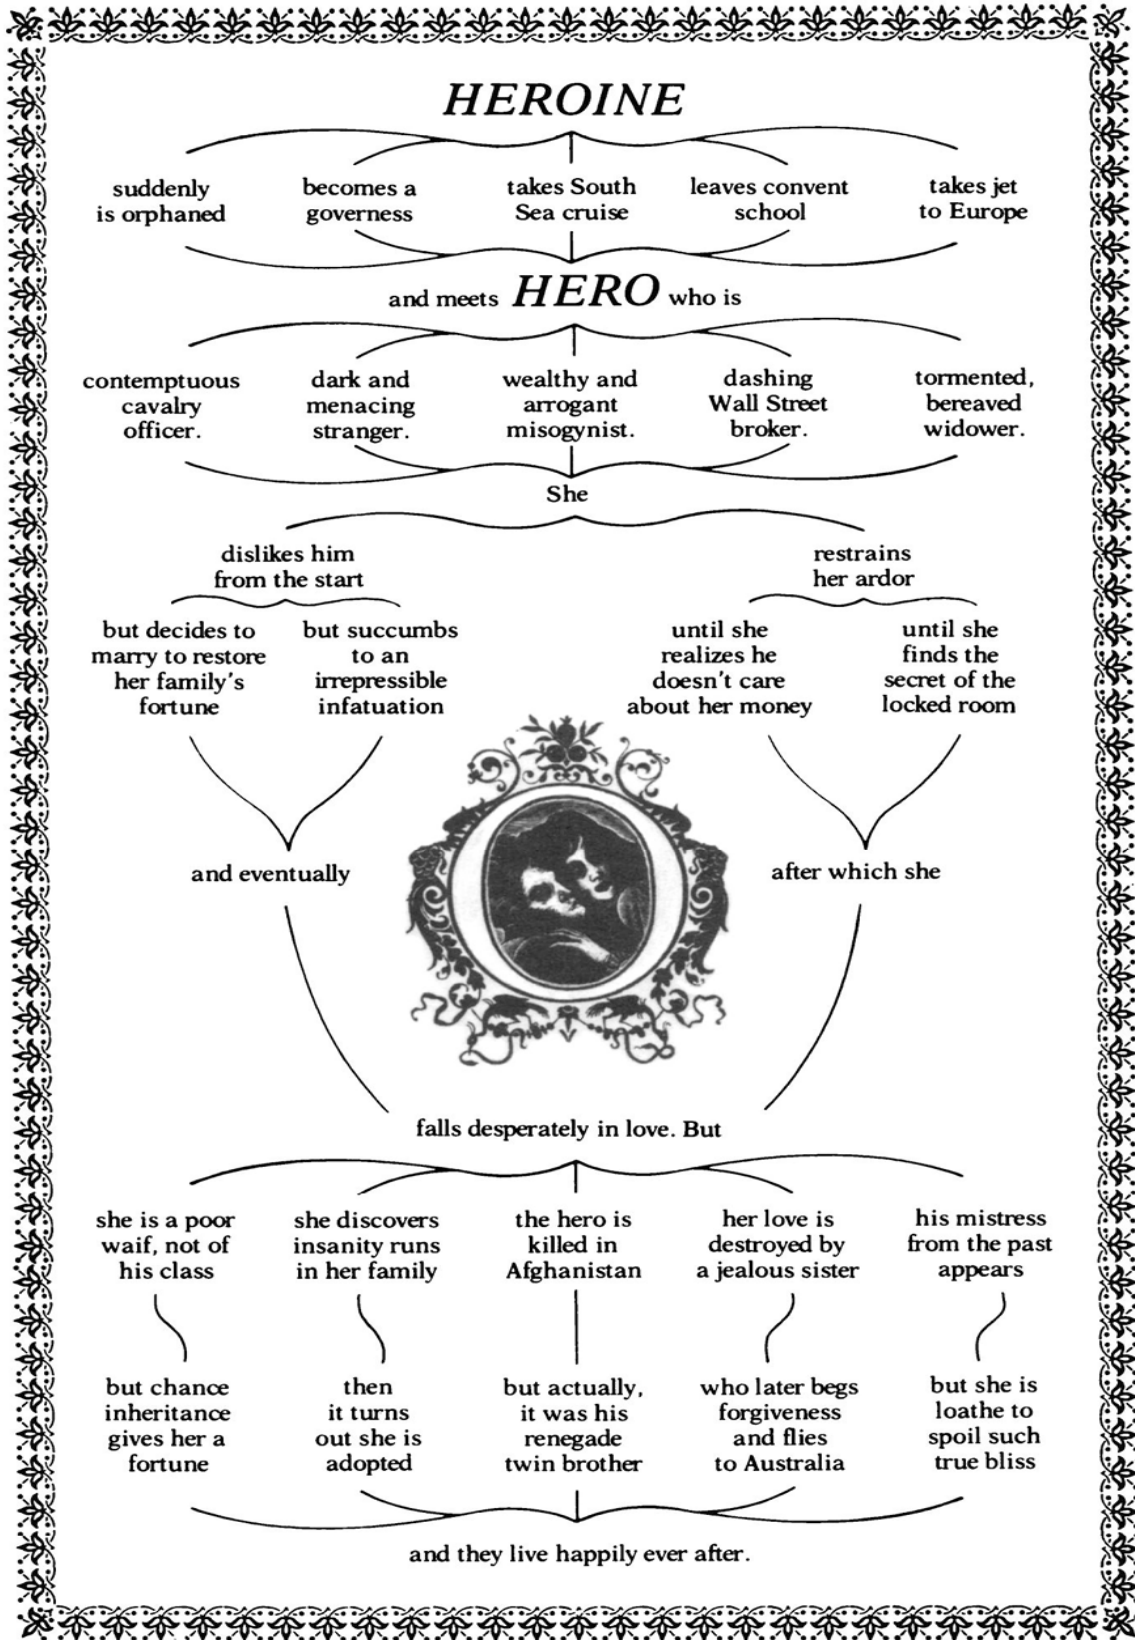 HEROINE
suddenly
is orphaned
becomes a
governess
takes South
Sea cruise
leaves convent
school
takes jet
to Europe
and meets HERO who is
contemptuous
cavalry
officer.
dark and
menacing
stranger.
wealthy and
arrogant
misogynist.
dashing
Wall Street
broker.
tormented,
bereaved
widower.
She
dislikes him
from the start
restrains
her ardor
but decides to
marry to restore
her family's
fortune
but succumbs
to an
irrepressible
infatuation
until she
realizes he
doesn't care
about her money
until she
finds the
secret of the
locked room
and eventually
after which she
falls desperately in love. But
she is a poor
waif, not of
his class
she discovers
insanity runs
in her family
the hero is
killed in
Afghanistan
her love is
destroyed by
a jealous sister
his mistress
from the past
appears
but chance
inheritance
gives her a
fortune
then
it turns
out she is
adopted
but actually,
it was his
renegade
twin brother
who later begs
forgiveness
and flies
to Australia
but she is
loathe to
spoil such
true bliss
and they live happily ever after.